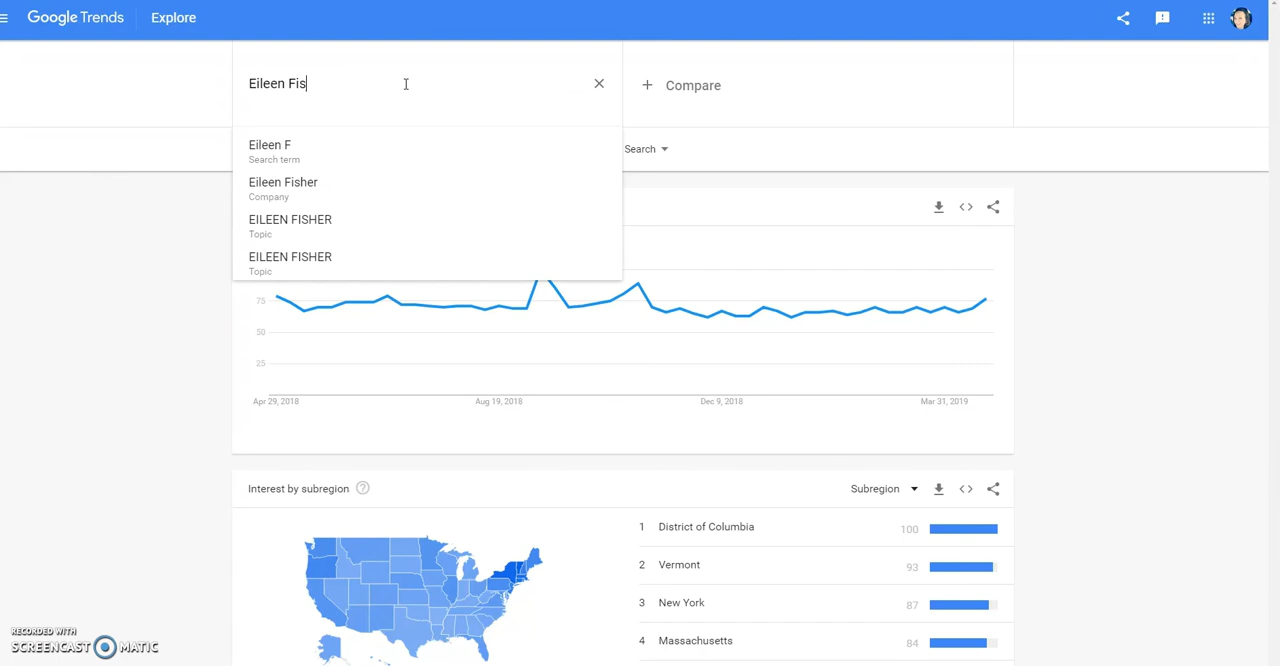 Google Trends
Explore
Eileen Fis
Compare
Eileen F
Search term
Eileen Fisher
Company
EILEEN FISHER
Topic
EILEEN FISHER
Topic
Search
75
50
25
Apr 29, 2018
Aug 19, 2018
Dec 9, 2018
Mar 31, 2019
Interest by subregion ?
Subregion
1 District of Columbia 100
2 Vermont 93
3 New York 87
4 Massachusetts 84
RECORDED WITH
SCREENCAST MATIC